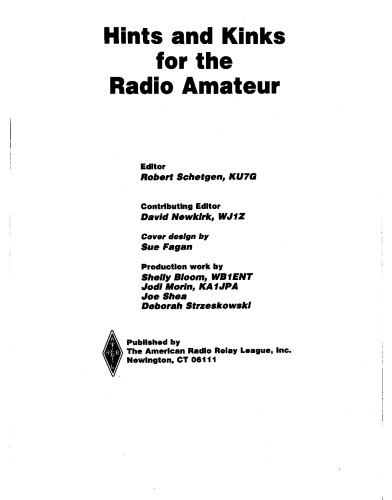 Hints and Kinks
for the
Radio Amateur
Editor
Robert Schetgen, KU7G
Contributing Editor
David Newkirk, WJ1Z
Cover design by
Sue Fagan
Production work by
Shelly Bloom, WB1ENT
Jodi Morin, KA1JPA
Joe Shea
Deborah Strzeskowski
Published by
The American Radio Relay League, Inc.
Newington, CT 06111